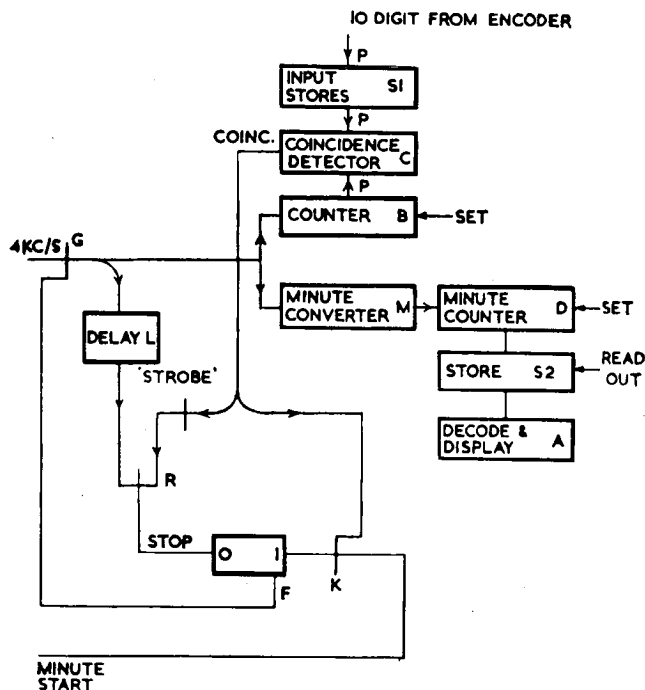 10 DIGIT FROM ENCODER
P
INPUT
STORES S1
P
COINC.
COINCIDENCE
DETECTOR C
P
COUNTER B
SET
4KC/S G
MINUTE
CONVERTER M
MINUTE
COUNTER D
SET
DELAY L
'STROBE'
STORE S2
READ
OUT
DECODE &
DISPLAY A
R
STOP
O I
F
K
MINUTE
START